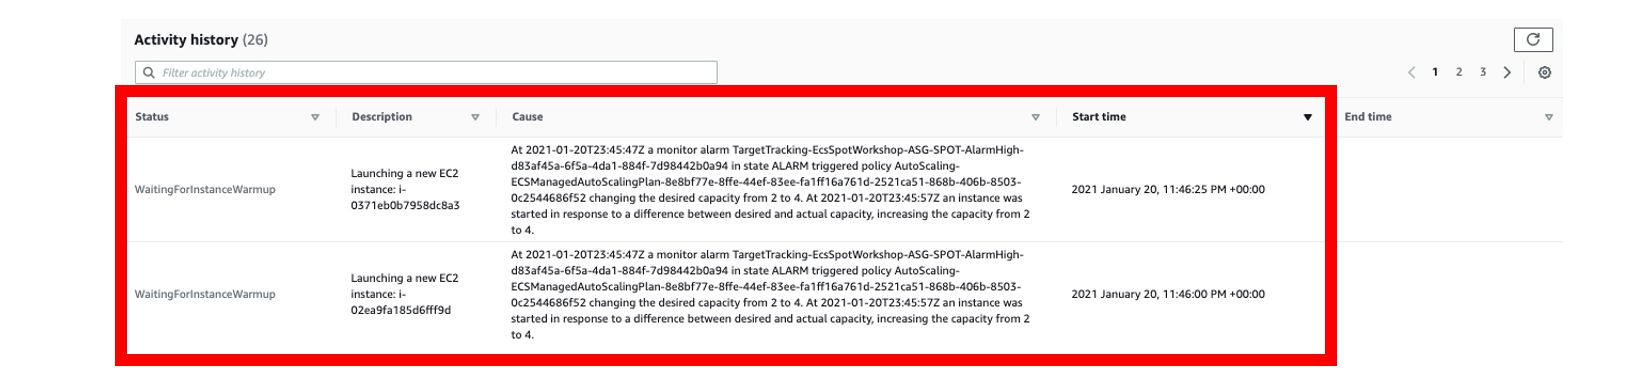 Activity history (26)
Filter activity history
1 2 3
Status Description Cause Start time End time
WaitingForInstanceWarmup
Launching a new EC2
instance: i-
0371eb0b7958dc8a3
At 2021-01-20T23:45:47Z a monitor alarm TargetTracking-EcsSpotWorkshop-ASG-SPOT-AlarmHigh-
d83af45a-6f5a-4da1-884f-7d98442b0a94 in state ALARM triggered policy AutoScaling-
ECSManagedAutoScalingPlan-8e8bf77e-8ffe-44ef-83ee-fa1ff16a761d-2521ca51-868b-406b-8503-
0c2544686f52 changing the desired capacity from 2 to 4. At 2021-01-20T23:45:57Z an instance was
started in response to a difference between desired and actual capacity, increasing the capacity from 2
to 4.
2021 January 20, 11:46:25 PM +00:00
WaitingForInstanceWarmup
Launching a new EC2
instance: i-
02ea9fa185d6fff9d
At 2021-01-20T23:45:47Z a monitor alarm TargetTracking-EcsSpotWorkshop-ASG-SPOT-AlarmHigh-
d83af45a-6f5a-4da1-884f-7d98442b0a94 in state ALARM triggered policy AutoScaling-
ECSManagedAutoScalingPlan-8e8bf77e-8ffe-44ef-83ee-fa1ff16a761d-2521ca51-868b-406b-8503-
0c2544686f52 changing the desired capacity from 2 to 4. At 2021-01-20T23:45:57Z an instance was
started in response to a difference between desired and actual capacity, increasing the capacity from 2
to 4.
2021 January 20, 11:46:00 PM +00:00